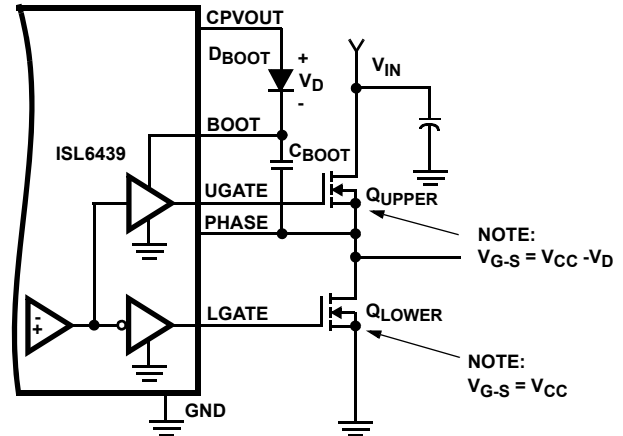 CPVOUT
DBOOT
+
VD
-
VIN
BOOT
ISL6439
CBOOT
UGATE
QUPPER
PHASE
NOTE:
VG-S = VCC -VD
-
+
LGATE
QLOWER
NOTE:
VG-S = VCC
GND